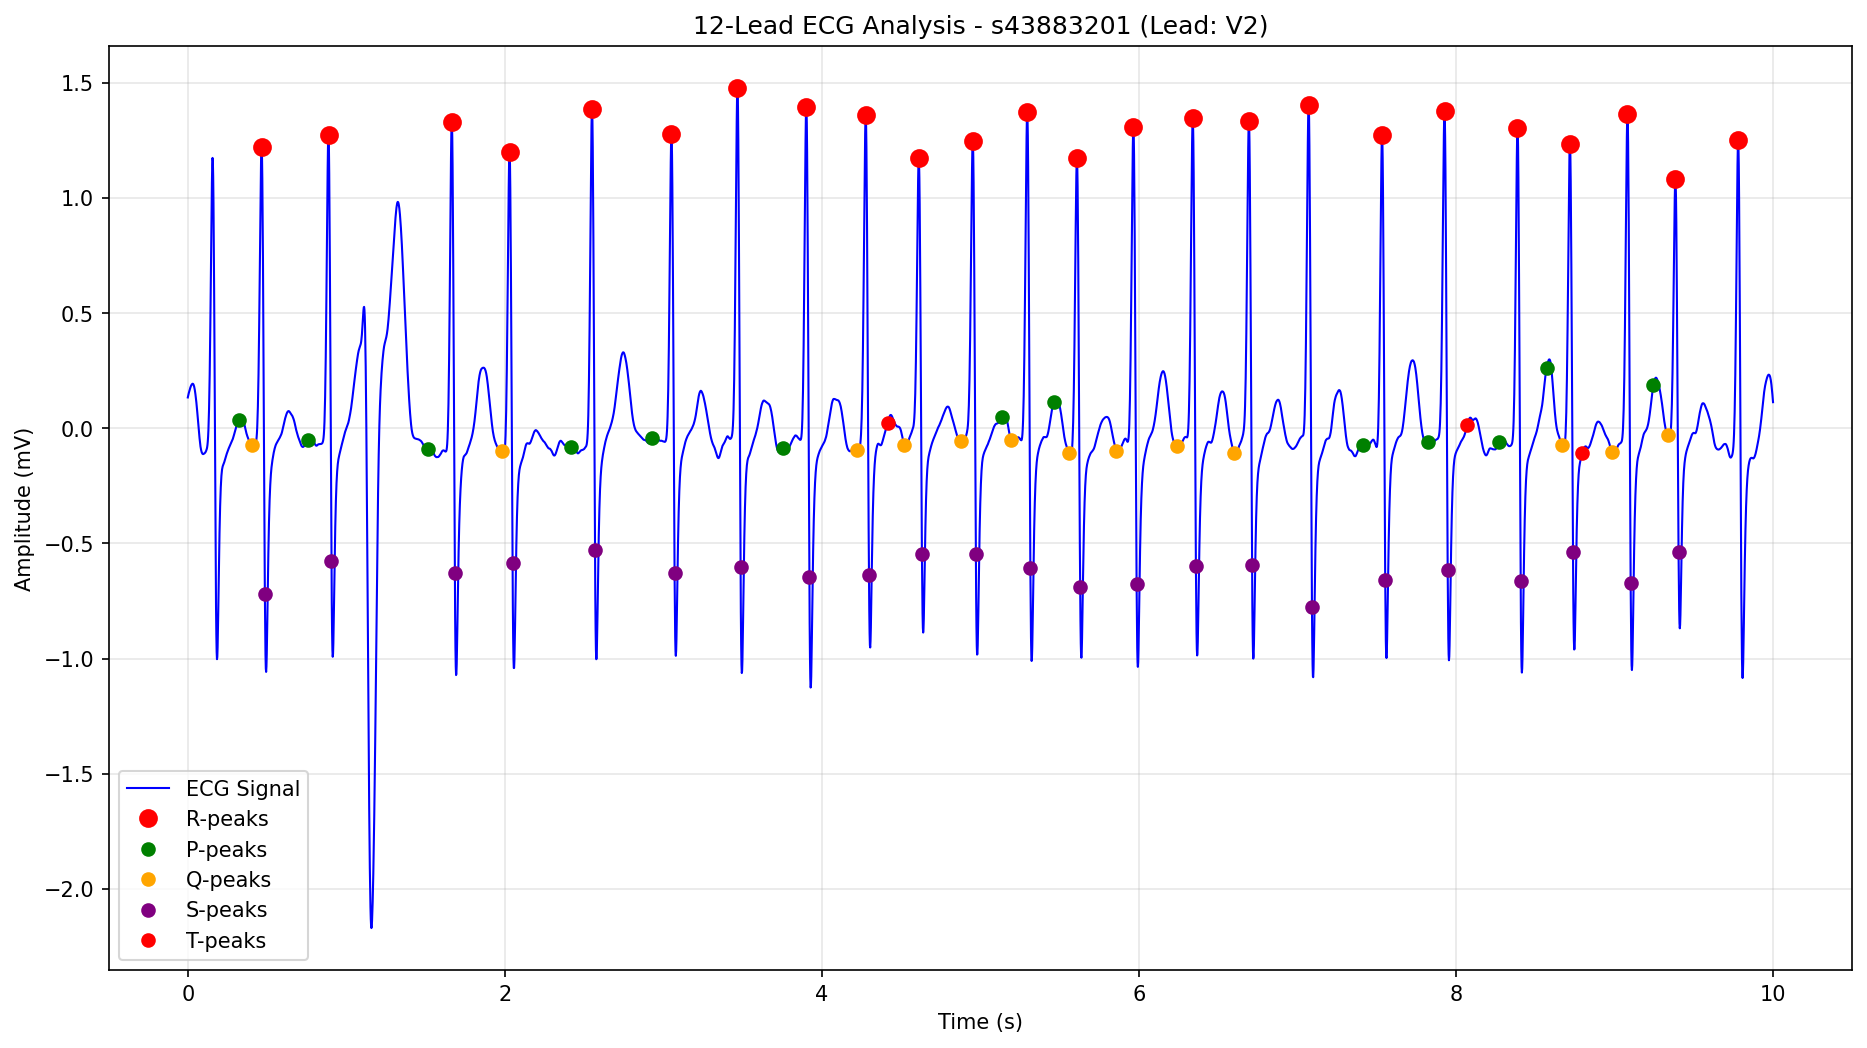 12-Lead ECG Analysis - s43883201 (Lead: V2)
Amplitude (mV)
1.5
1.0
0.5
0.0
−0.5
−1.0
−1.5
−2.0
ECG Signal
R-peaks
P-peaks
Q-peaks
S-peaks
T-peaks
0 2 4 6 8 10
Time (s)